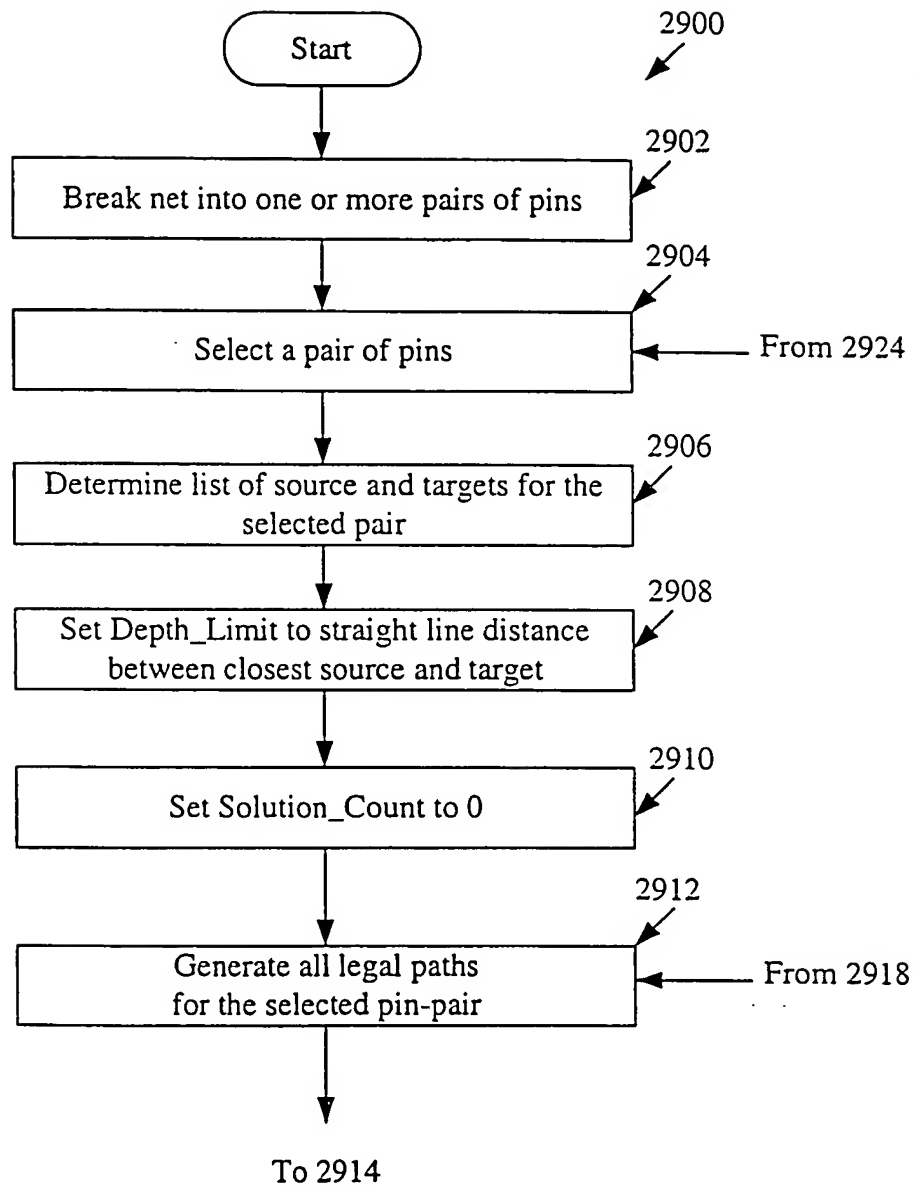 Start
2900
2902
Break net into one or more pairs of pins
2904
Select a pair of pins
From 2924
2906
Determine list of source and targets for the
selected pair
2908
Set Depth_Limit to straight line distance
between closest source and target
2910
Set Solution_Count to 0
2912
Generate all legal paths
for the selected pin-pair
From 2918
To 2914